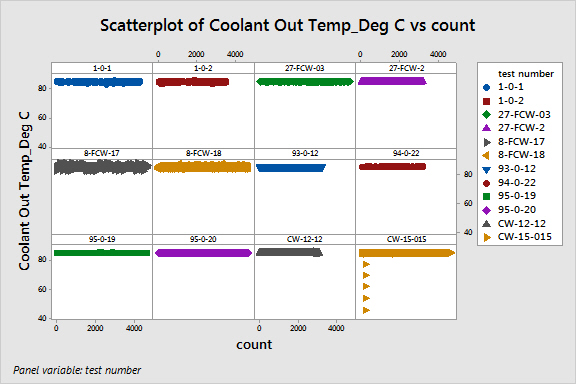 Scatterplot of Coolant Out Temp_Deg C vs count
0 2000 4000 0 2000 4000
1-0-1 1-0-2 27-FCW-03 27-FCW-2
80
60
40
8-FCW-17 8-FCW-18 93-0-12 94-0-22
80
60
40
95-0-19 95-0-20 CW-12-12 CW-15-015
80
60
40
0 2000 4000 0 2000 4000
Coolant Out Temp_Deg C
count
test number
1-0-1
1-0-2
27-FCW-03
27-FCW-2
8-FCW-17
8-FCW-18
93-0-12
94-0-22
95-0-19
95-0-20
CW-12-12
CW-15-015
Panel variable: test number